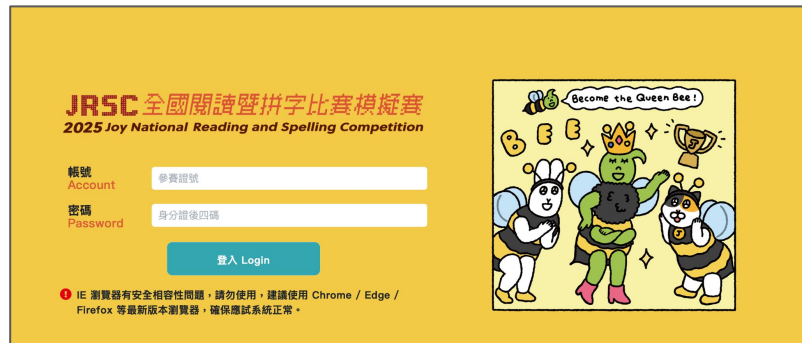 JRSC 全國閱讀暨拼字比賽模擬賽
2025 Joy National Reading and Spelling Competition
帳號
Account
參賽證號
密碼
Password
身分證後四碼
登入 Login
! IE 瀏覽器有安全相容性問題，請勿使用，建議使用 Chrome / Edge /
Firefox 等最新版本瀏覽器，確保應試系統正常。
Become the Queen Bee!
BEE
J
J